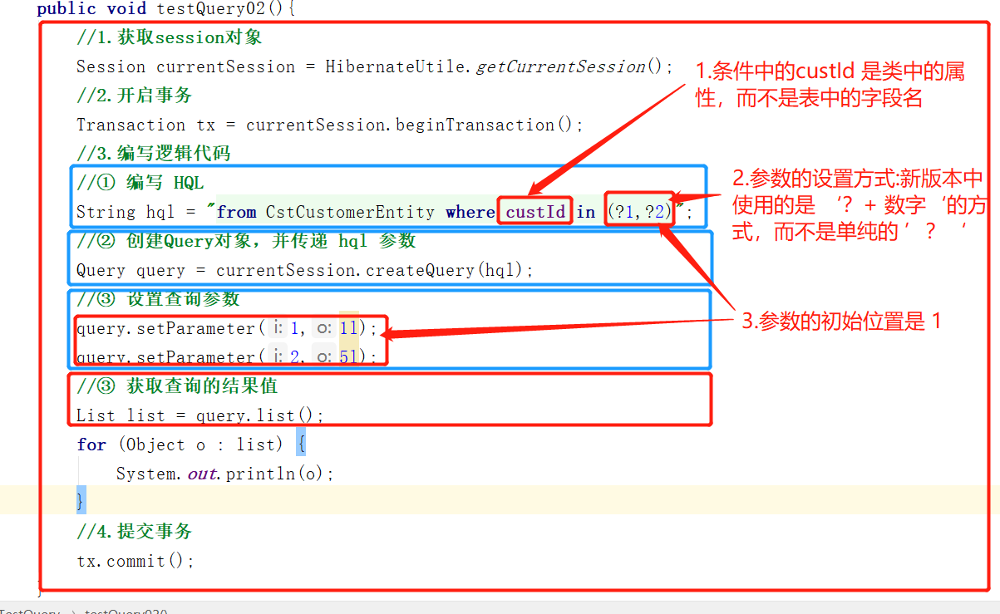 public void testQuery02(){
//1.获取session对象
Session currentSession = HibernateUtile.getCurrentSession();
//2.开启事务
Transaction tx = currentSession.beginTransaction();
//3.编写逻辑代码
//① 编写 HQL
String hql = "from CstCustomerEntity where custId in (?1,?2)";
//② 创建Query对象，并传递 hql 参数
Query query = currentSession.createQuery(hql);
//③ 设置查询参数
query.setParameter( i: 1, o: 1l);
query.setParameter( i: 2, o: 5l);
//③ 获取查询的结果值
List list = query.list();
for (Object o : list) {
System.out.println(o);
}
//4.提交事务
tx.commit();
}
1.条件中的custId 是类中的属
性，而不是表中的字段名
2.参数的设置方式:新版本中
使用的是 ‘？+ 数字‘的方
式，而不是单纯的 ’ ？ ‘
3.参数的初始位置是 1
TestQuery > testQuery02()